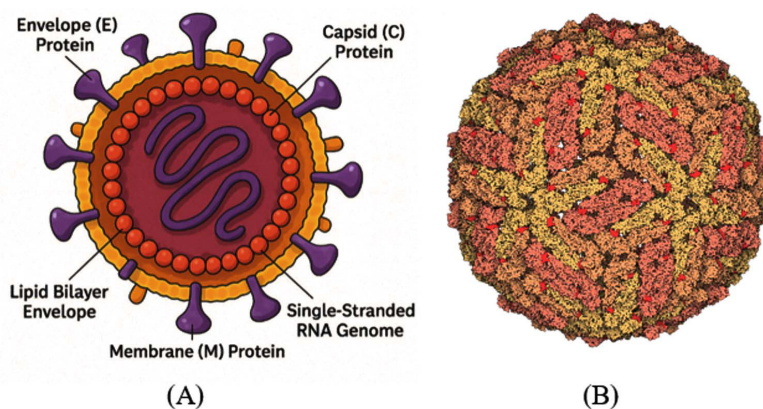 Envelope (E)
Protein
Capsid (C)
Protein
Lipid Bilayer
Envelope
Single-Stranded
RNA Genome
Membrane (M) Protein
(A)
(B)